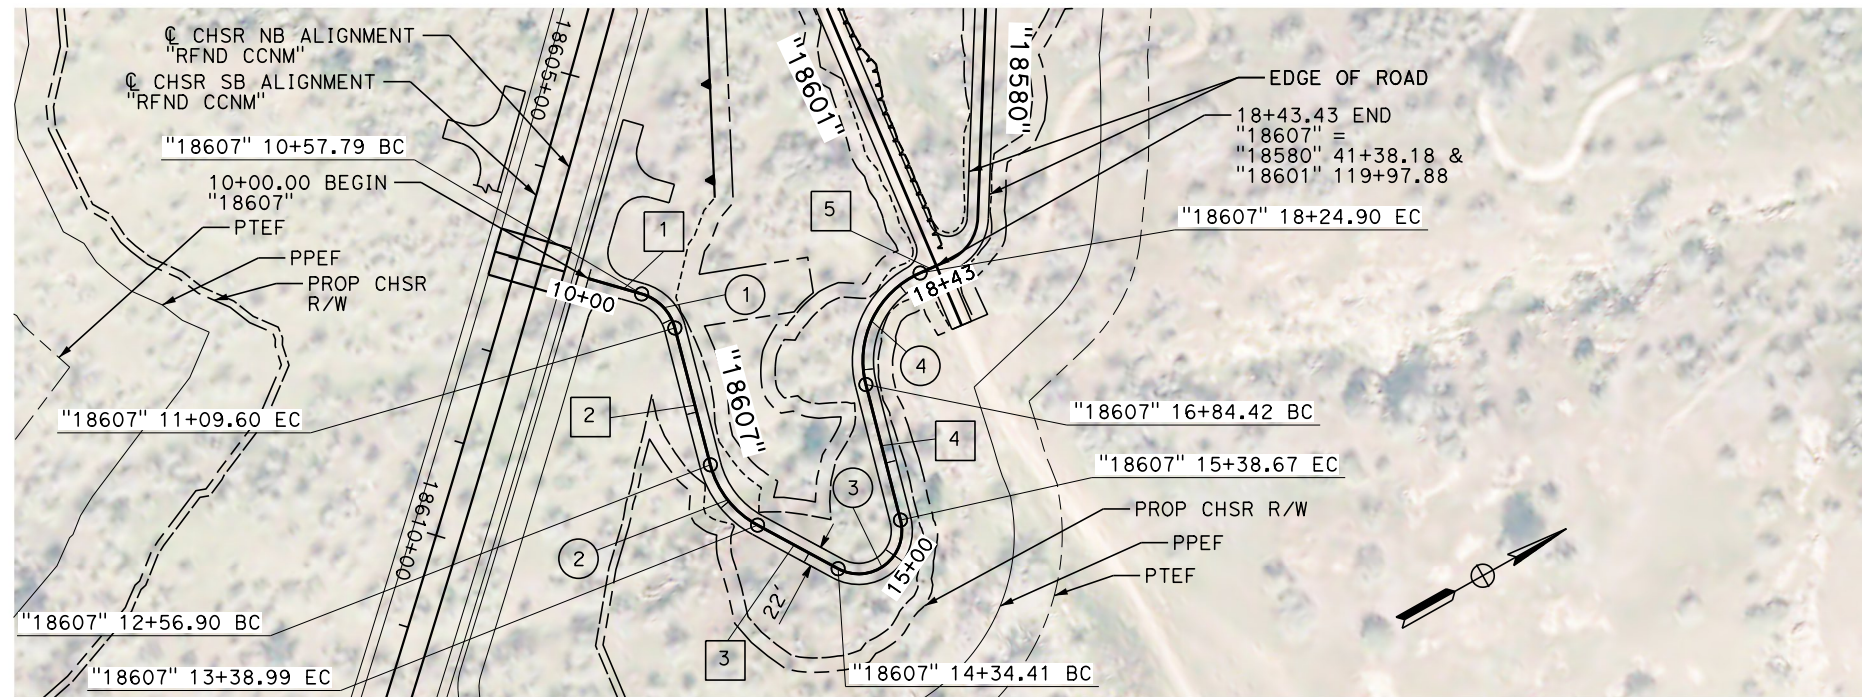 ℄ CHSR NB ALIGNMENT
"RFND CCNM"
℄ CHSR SB ALIGNMENT
"RFND CCNM"
"18607" 10+57.79 BC
10+00.00 BEGIN
"18607"
PTEF
PPEF
PROP CHSR
R/W
18605+00
"18601"
"18580"
EDGE OF ROAD
18+43.43 END
"18607" =
"18580" 41+38.18 &
"18601" 119+97.88
"18607" 18+24.90 EC
5
1
10+00
1
18+43
"18607"
4
2
4
"18607" 11+09.60 EC
"18607" 16+84.42 BC
"18607" 15+38.67 EC
3
PROP CHSR R/W
PPEF
PTEF
18610+00
2
15+00
22'
3
"18607" 12+56.90 BC
"18607" 13+38.99 EC
"18607" 14+34.41 BC